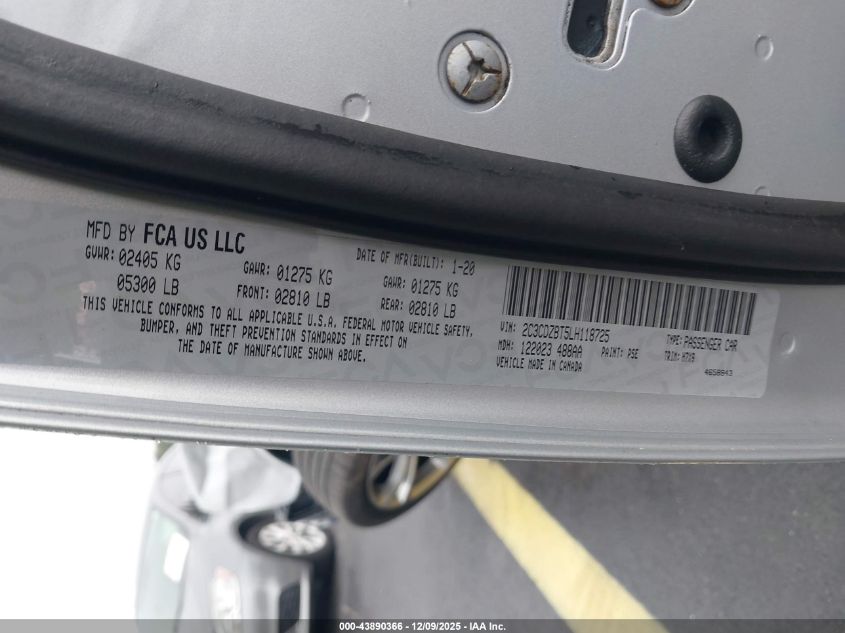 MFD BY FCA US LLC
GVWR: 02405 KG
05300 LB
GAWR: 01275 KG
FRONT: 02810 LB
DATE OF MFR(BUILT): 1-20
GAWR: 01275 KG
REAR: 02810 LB
THIS VEHICLE CONFORMS TO ALL APPLICABLE U.S.A. FEDERAL MOTOR VEHICLE SAFETY,
BUMPER, AND THEFT PREVENTION STANDARDS IN EFFECT ON
THE DATE OF MANUFACTURE SHOWN ABOVE.
VIN: 2C3CDZBT5LH118725
TYPE: PASSENGER CAR
MDH: 122023 488AA
PAINT: PSE
TRIM: H7X9
VEHICLE MADE IN CANADA
4658843
000-43890366 • 12/09/2025 • IAA Inc.